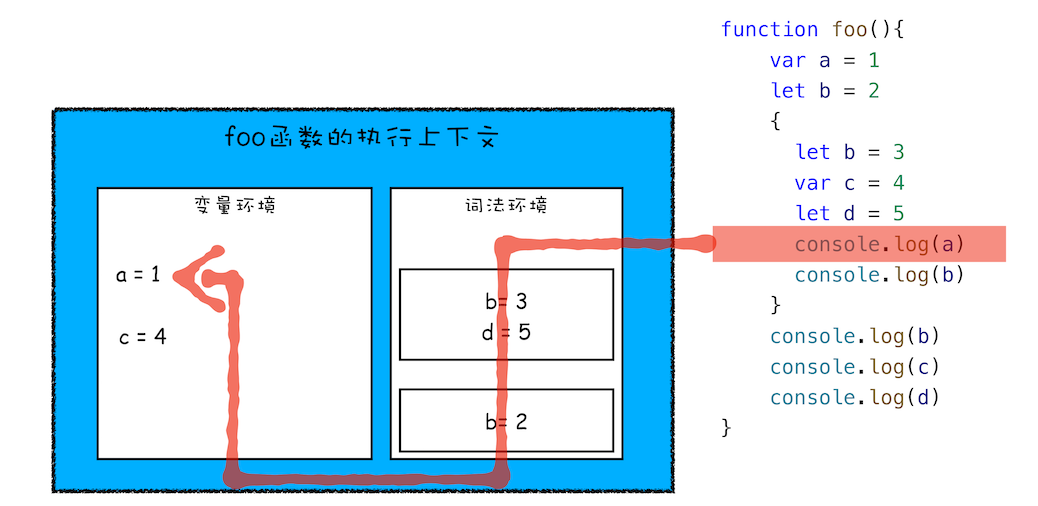 foo函数的执行上下文
变量环境
a = 1
c = 4
词法环境
b= 3
d = 5
b= 2
function foo(){
    var a = 1
    let b = 2
    {
      let b = 3
      var c = 4
      let d = 5
      console.log(a)
      console.log(b)
    }
    console.log(b)
    console.log(c)
    console.log(d)
}